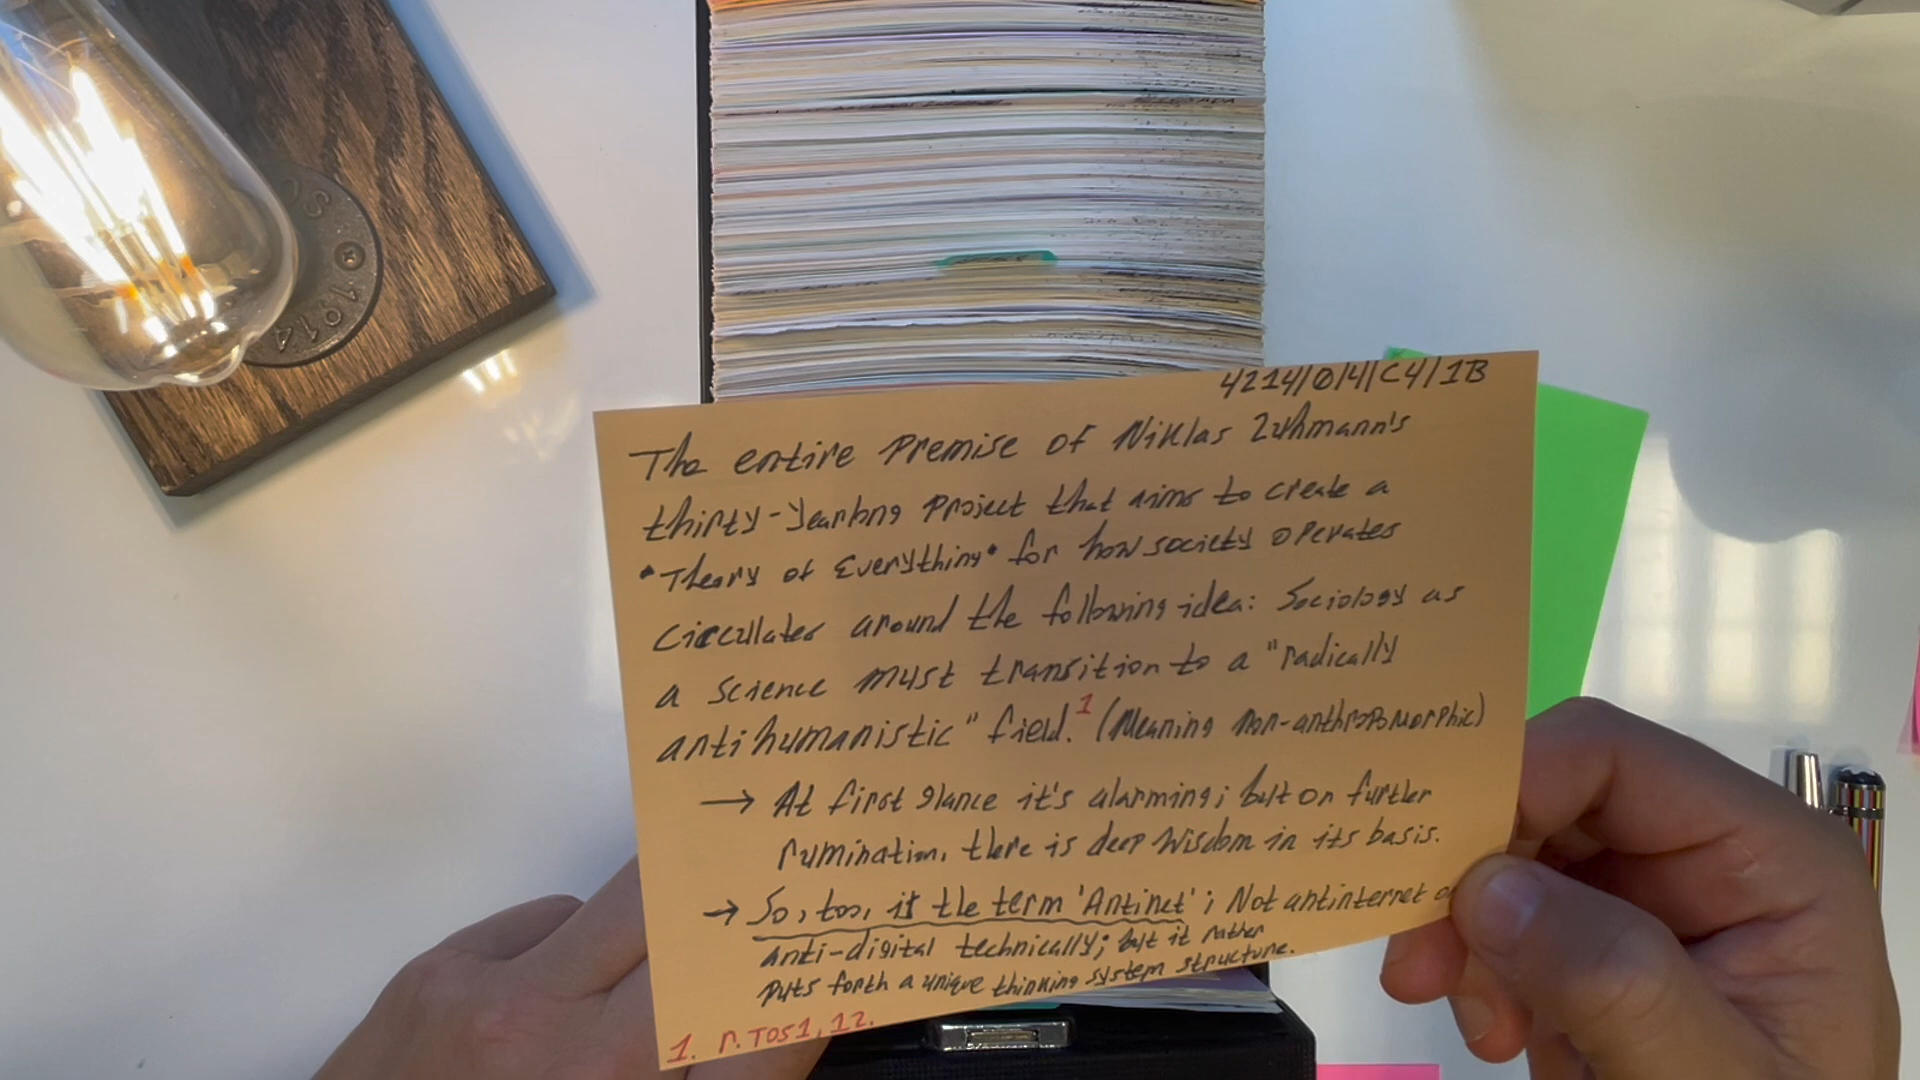 4214/0/4/C4/1B
The entire premise of Niklas Luhmann's
thirty-yearlong project that aims to create a
"Theory of Everything" for how society operates
circulates around the following idea: Sociology as
a science must transition to a "radically
antihumanistic" field.1 (Meaning non-anthropomorphic)
→ At first glance it's alarming; but on further
rumination, there is deep wisdom in its basis.
→ So, too, is the term 'Antinet'; Not antinternet
anti-digital technically; but it rather
puts forth a unique thinking system structure.
1. r. TOS1, 12.
1914